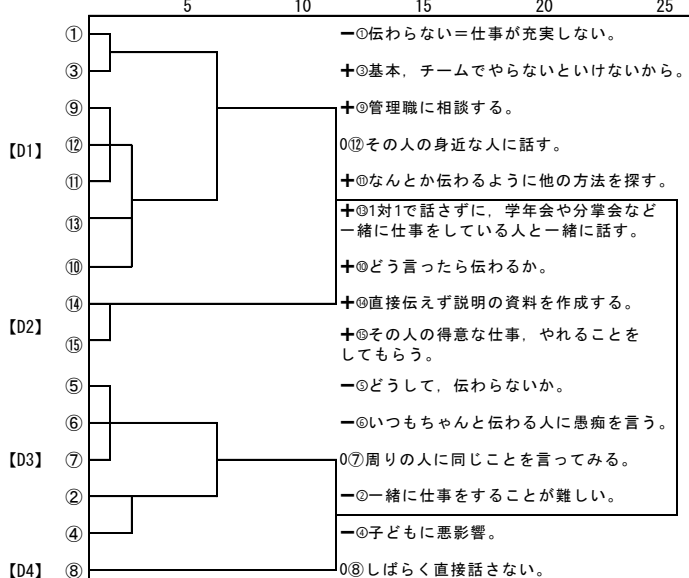 5 10 15 20 25
① ー①伝わらない＝仕事が充実しない。
③ ＋③基本，チームでやらないといけないから。
⑨ ＋⑨管理職に相談する。
【D1】 ⑫ 0⑫その人の身近な人に話す。
⑪ ＋⑪なんとか伝わるように他の方法を探す。
⑬ ＋⑬1対1で話さずに，学年会や分掌会など
一緒に仕事をしている人と一緒に話す。
⑩ ＋⑩どう言ったら伝わるか。
⑭ ＋⑭直接伝えず説明の資料を作成する。
【D2】
⑮ ＋⑮その人の得意な仕事，やれることを
してもらう。
⑤ ー⑤どうして，伝わらないか。
⑥ ー⑥いつもちゃんと伝わる人に愚痴を言う。
【D3】 ⑦ 0⑦周りの人に同じことを言ってみる。
② ー②一緒に仕事をすることが難しい。
④ ー④子どもに悪影響。
【D4】 ⑧ 0⑧しばらく直接話さない。